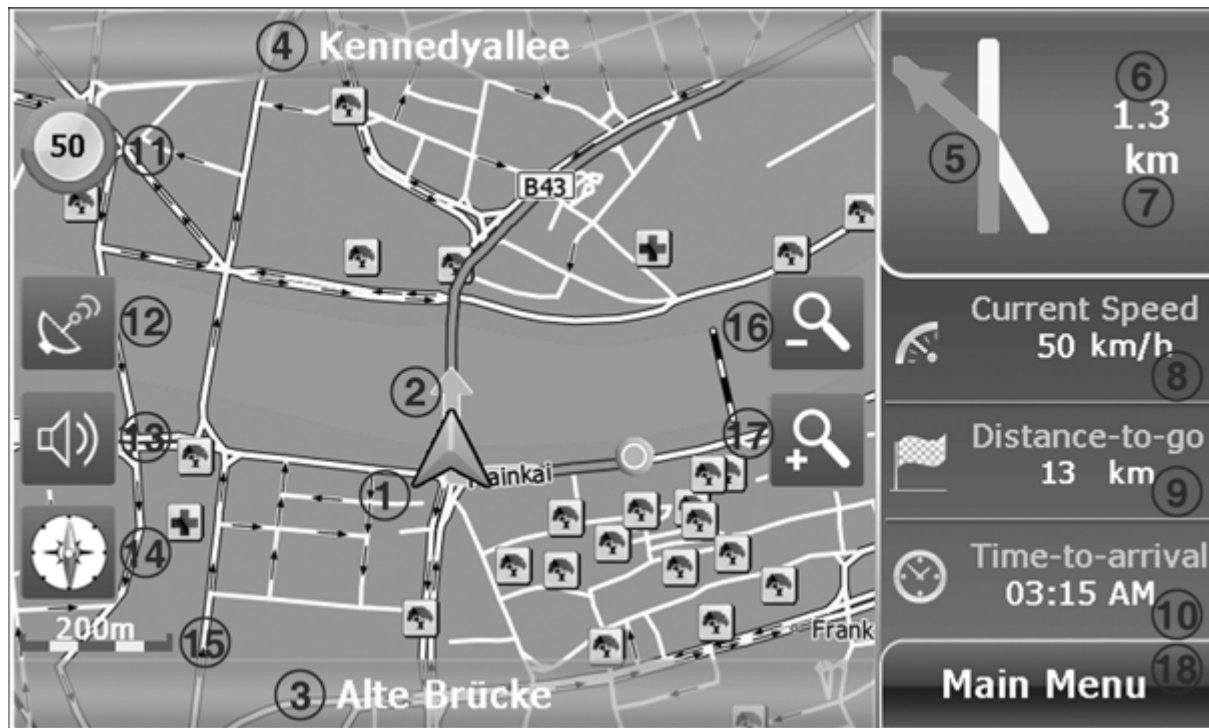 4 Kennedyallee
50
11
B43
6
1.3
km
5
7
12
16
Current Speed
50 km/h
8
2
13
17
Distance-to-go
13 km
9
1
Mainkai
14
Time-to-arrival
03:15 AM
10
200m
15
Frank
3 Alte Brücke
Main Menu
18